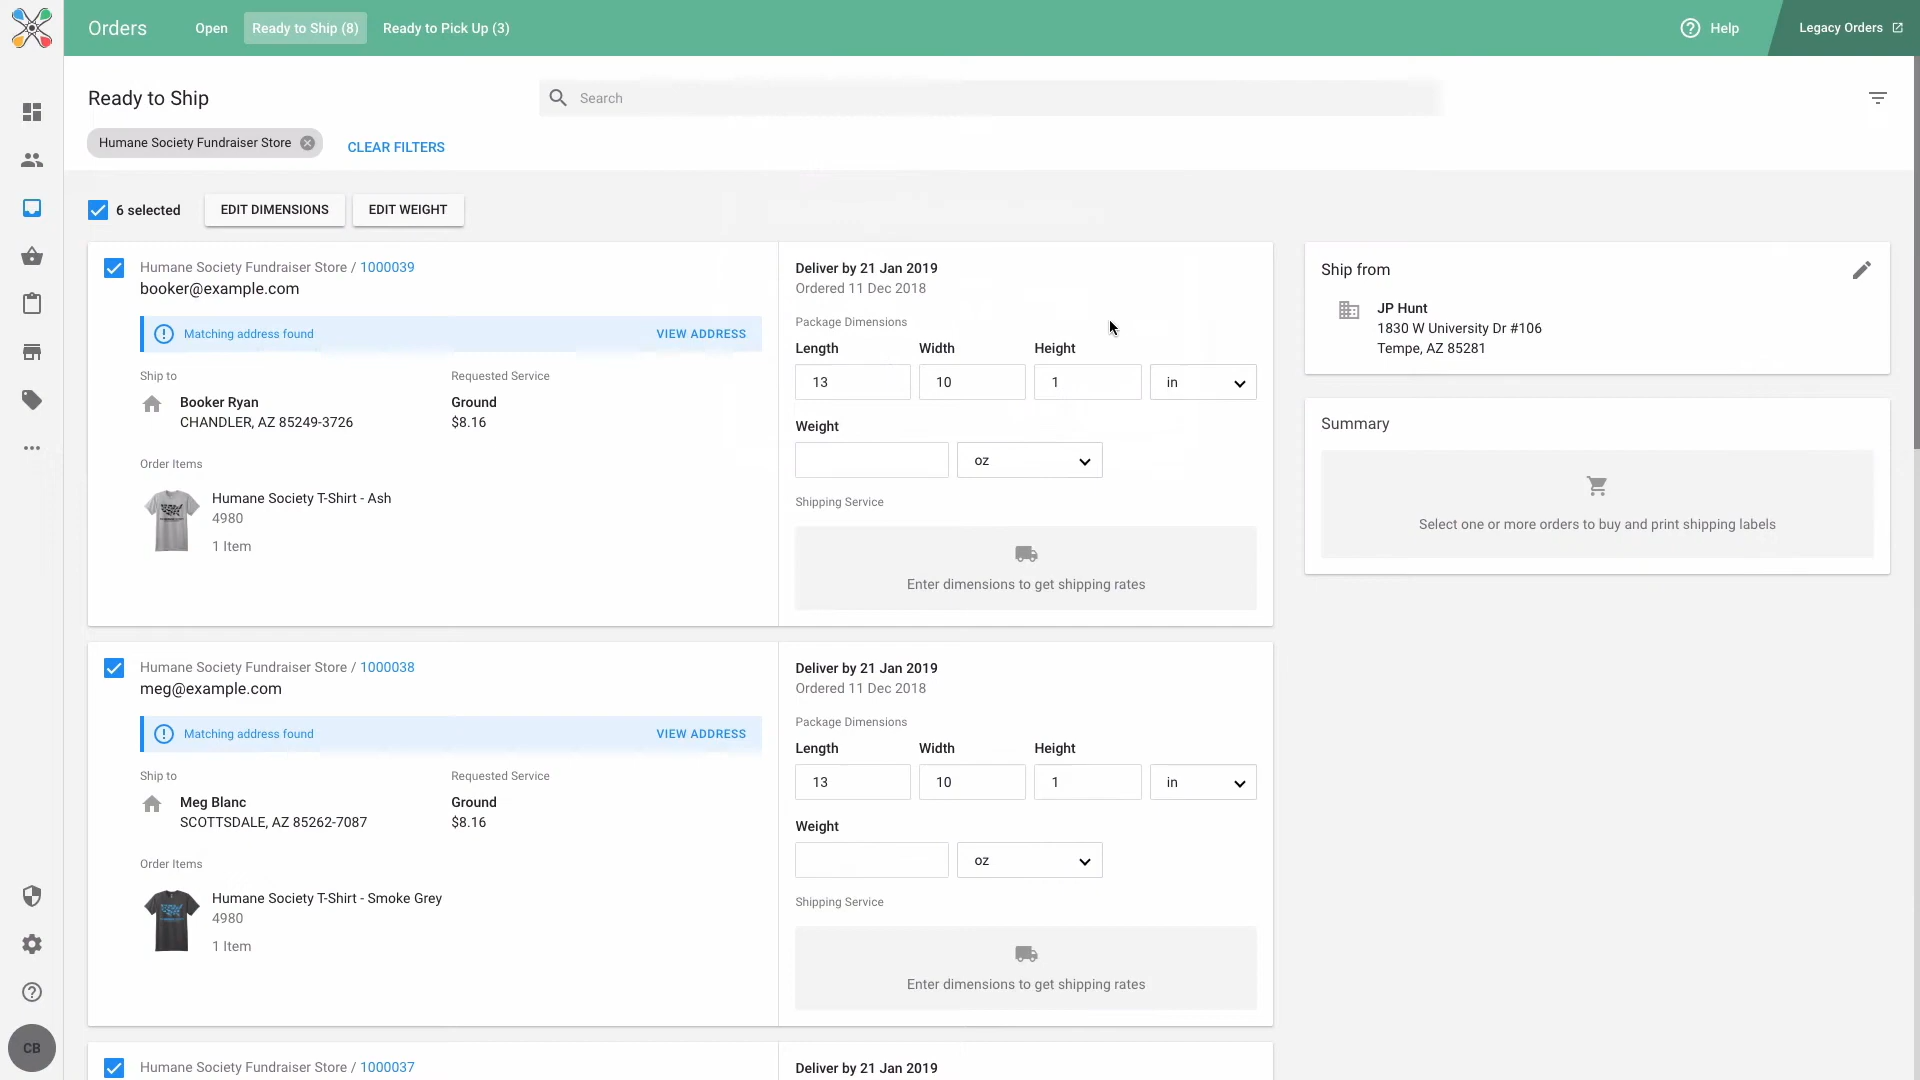 Orders
Open
Ready to Ship (8)
Ready to Pick Up (3)
Help
Legacy Orders
Ready to Ship
Search
Humane Society Fundraiser Store
CLEAR FILTERS
6 selected
EDIT DIMENSIONS
EDIT WEIGHT
Humane Society Fundraiser Store / 1000039
booker@example.com
Matching address found
VIEW ADDRESS
Ship to
Booker Ryan
CHANDLER, AZ 85249-3726
Requested Service
Ground
$8.16
Order Items
Humane Society T-Shirt - Ash
4980
1 Item
Deliver by 21 Jan 2019
Ordered 11 Dec 2018
Package Dimensions
Length Width Height
13 10 1 in
Weight
oz
Shipping Service
Enter dimensions to get shipping rates
Ship from
JP Hunt
1830 W University Dr #106
Tempe, AZ 85281
Summary
Select one or more orders to buy and print shipping labels
Humane Society Fundraiser Store / 1000038
meg@example.com
Matching address found
VIEW ADDRESS
Ship to
Meg Blanc
SCOTTSDALE, AZ 85262-7087
Requested Service
Ground
$8.16
Order Items
Humane Society T-Shirt - Smoke Grey
4980
1 Item
Deliver by 21 Jan 2019
Ordered 11 Dec 2018
Package Dimensions
Length Width Height
13 10 1 in
Weight
oz
Shipping Service
Enter dimensions to get shipping rates
Humane Society Fundraiser Store / 1000037
Deliver by 21 Jan 2019
CB